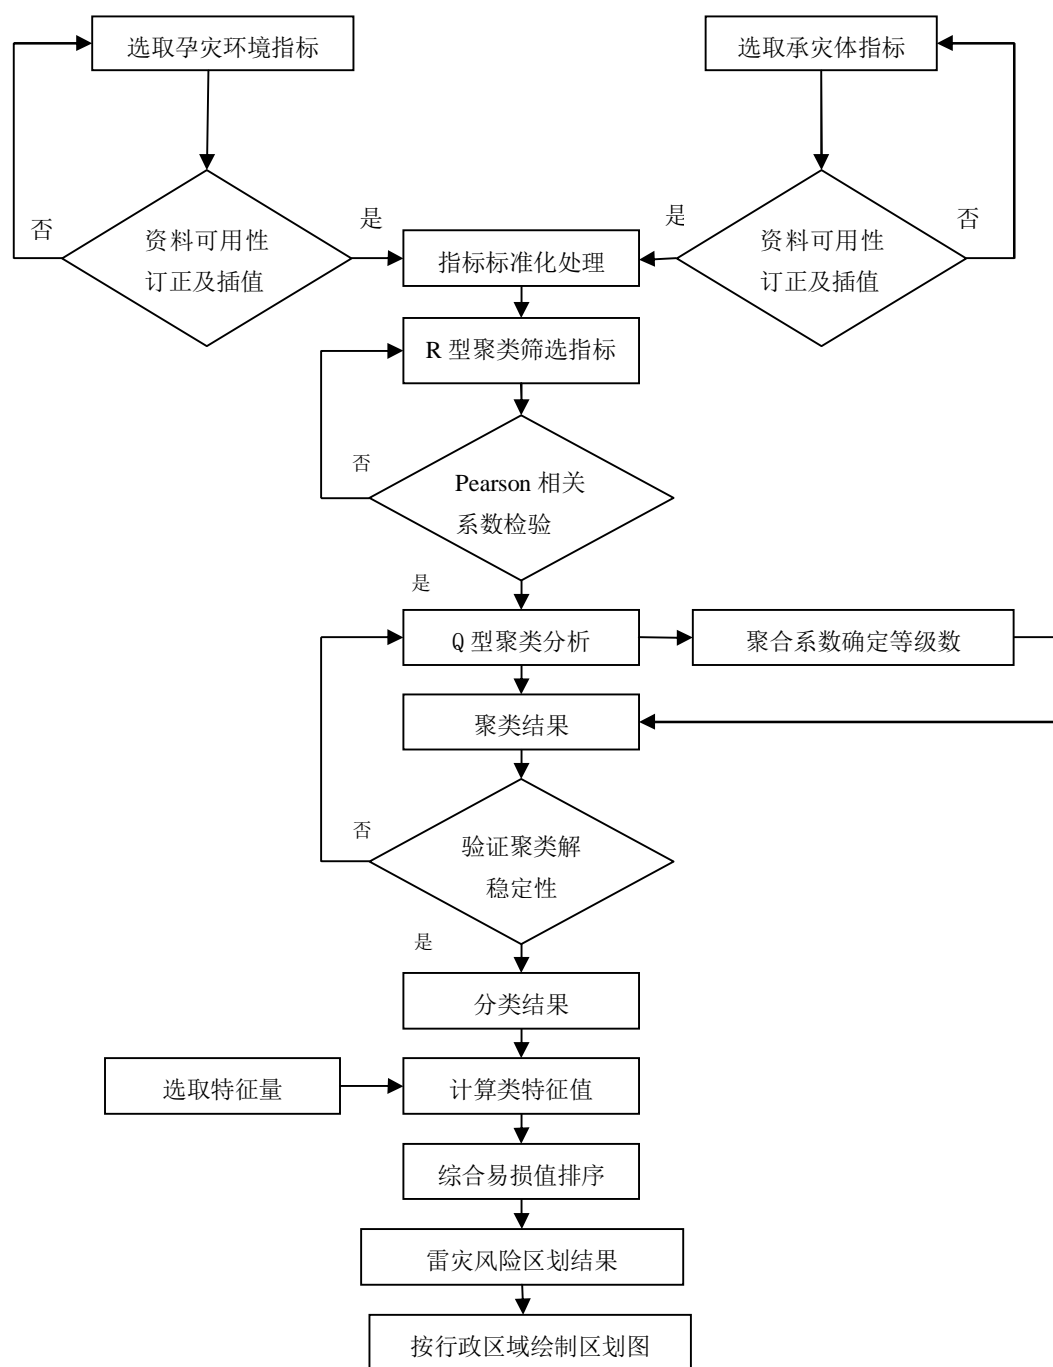 选取孕灾环境指标
选取承灾体指标
否
是
是
否
资料可用性
订正及插值
指标标准化处理
资料可用性
订正及插值
R 型聚类筛选指标
否
Pearson 相关
系数检验
是
Q 型聚类分析
聚合系数确定等级数
聚类结果
否
验证聚类解
稳定性
是
分类结果
选取特征量
计算类特征值
综合易损值排序
雷灾风险区划结果
按行政区域绘制区划图